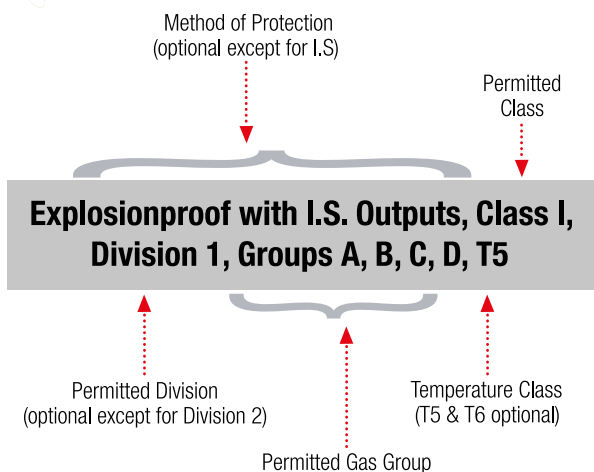 Method of Protection
(optional except for I.S)
Permitted
Class
Explosionproof with I.S. Outputs, Class I,
Division 1, Groups A, B, C, D, T5
Permitted Division
(optional except for Division 2)
Temperature Class
(T5 & T6 optional)
Permitted Gas Group